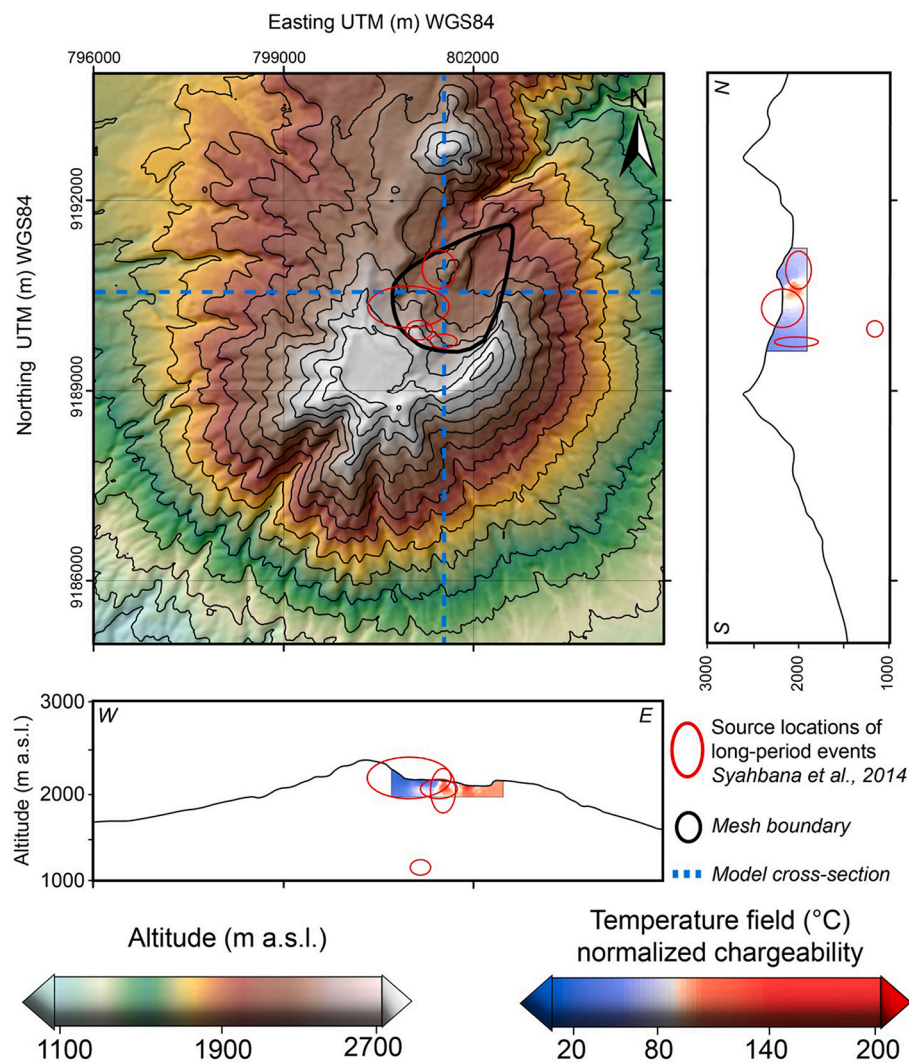 Easting UTM (m) WGS84
796000 799000 802000
Northing UTM (m) WGS84
9192000
9189000
9186000
N
N
S
3000 2000 1000
Altitude (m a.s.l.)
3000
2000
1000
W E
Source locations of
long-period events
Syahbana et al., 2014
Mesh boundary
Model cross-section
Altitude (m a.s.l.)
1100 1900 2700
Temperature field (°C)
normalized chargeability
20 80 140 200